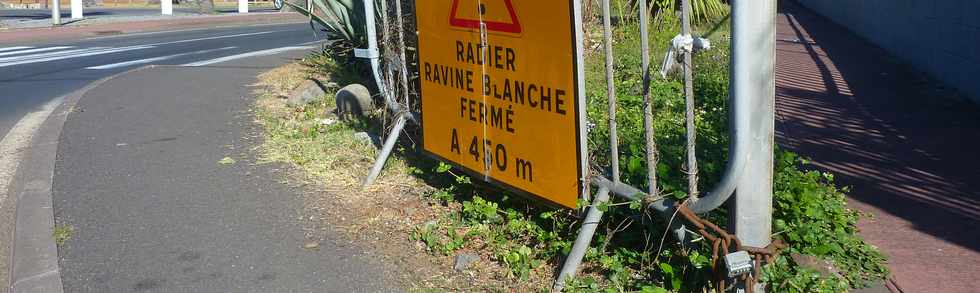 RADIER
RAVINE BLANCHE
FERMÉ
A 450 m